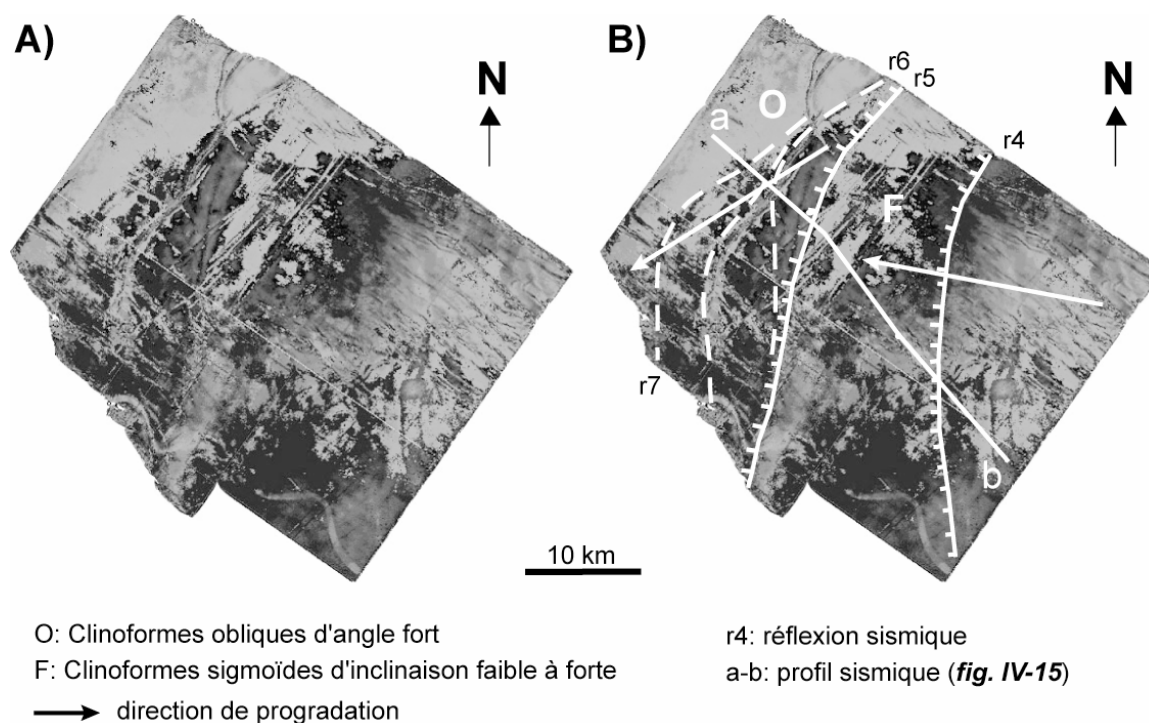 A)
N
B)
N
r6
r5
r4
O
a
F
r7
b
10 km
O: Clinoformes obliques d'angle fort
F: Clinoformes sigmoïdes d'inclinaison faible à forte
direction de progradation
r4: réflexion sismique
a-b: profil sismique (fig. IV-15)